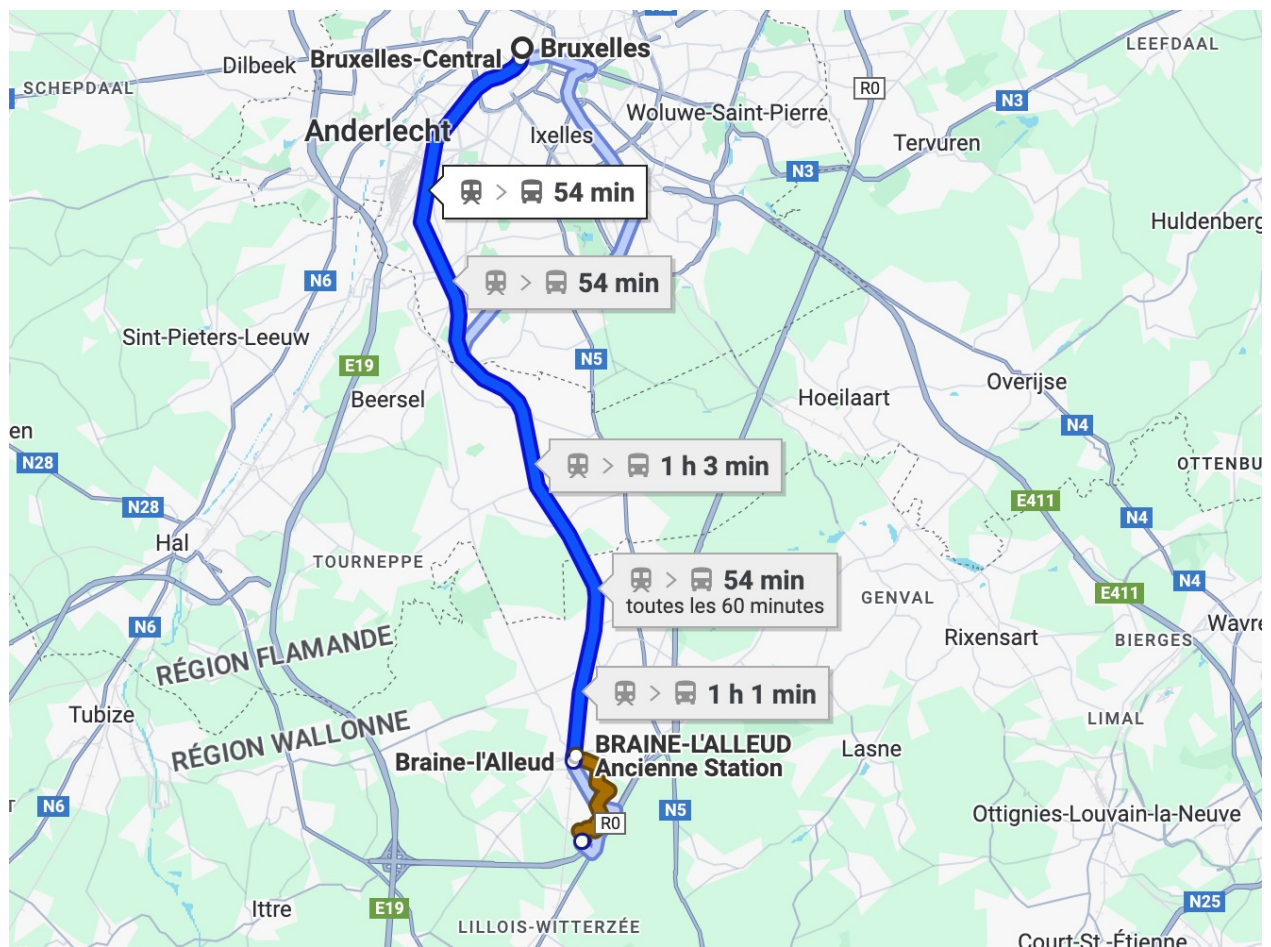 LEEFDAAL
Bruxelles-Central
Bruxelles
Dilbeek
SCHEPDAAL
R0
N3
Woluwe-Saint-Pierre
Anderlecht
Ixelles
Tervuren
N3
54 min
Huldenberg
N6
54 min
Sint-Pieters-Leeuw
E19
N5
Beersel
Hoeilaart
Overijse
N4
en
N28
1 h 3 min
OTTENBU
E411
N28
N4
Hal
TOURNEPPE
54 min
toutes les 60 minutes
GENVAL
N4
E411
N6
Rixensart
BIERGES
Wavre
RÉGION FLAMANDE
1 h 1 min
Tubize
RÉGION WALLONNE
LIMAL
Braine-l'Alleud
BRAINE-L'ALLEUD
Ancienne Station
Lasne
N6
R0
N5
Ottignies-Louvain-la-Neuve
Ittre
E19
LILLOIS-WITTERZÉE
N25
Court-St.-Étienne